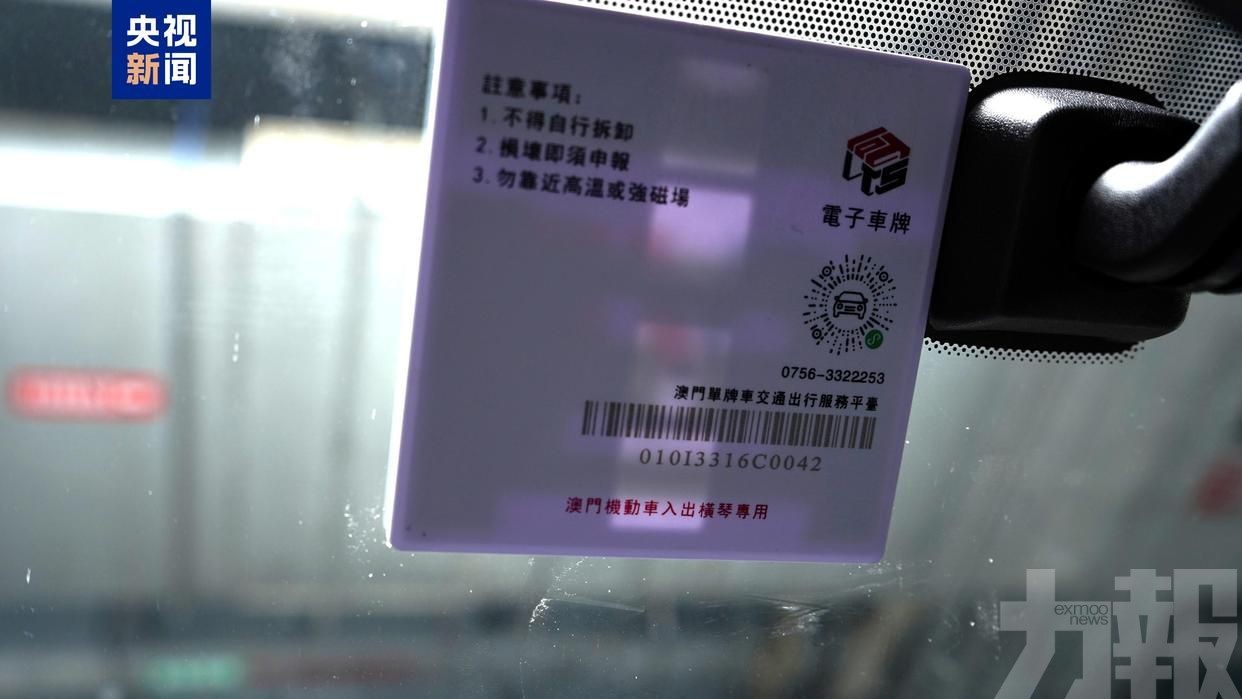 央视
新闻
註意事項：
1. 不得自行拆卸
2. 損壞即須申報
3. 勿靠近高溫或強磁場
電子車牌
0756-3322253
澳門單牌車交通出行服務平臺
010I3316C0042
澳門機動車入出橫琴專用
力報
exmoo
news